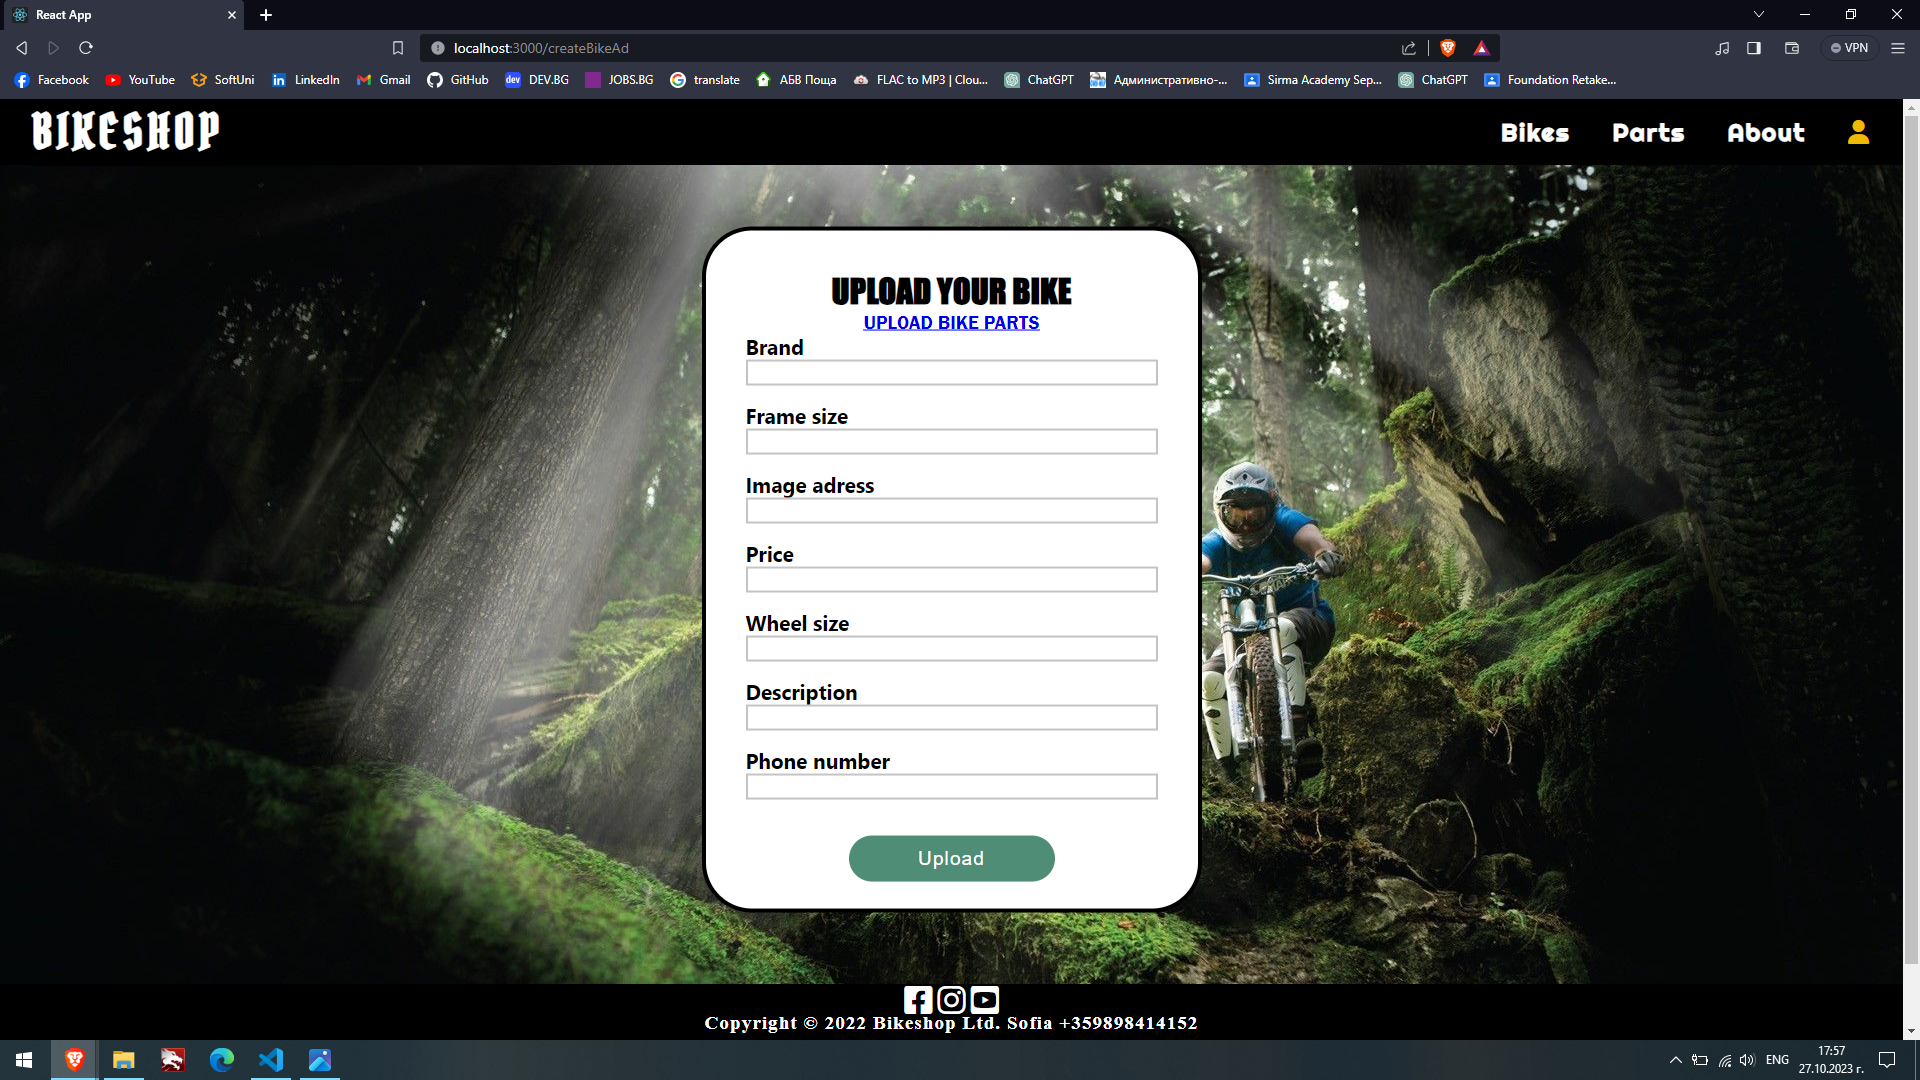 React App
localhost:3000/createBikeAd
VPN
Facebook YouTube SoftUni LinkedIn Gmail GitHub DEV.BG JOBS.BG translate АБВ Поща FLAC to MP3 | Clou... ChatGPT Административно-... Sirma Academy Sep... ChatGPT Foundation Retake...
BIKESHOP
Bikes Parts About
UPLOAD YOUR BIKE
UPLOAD BIKE PARTS
Brand
Frame size
Image adress
Price
Wheel size
Description
Phone number
Upload
Copyright © 2022 Bikeshop Ltd. Sofia +359898414152
ENG
17:57
27.10.2023 г.